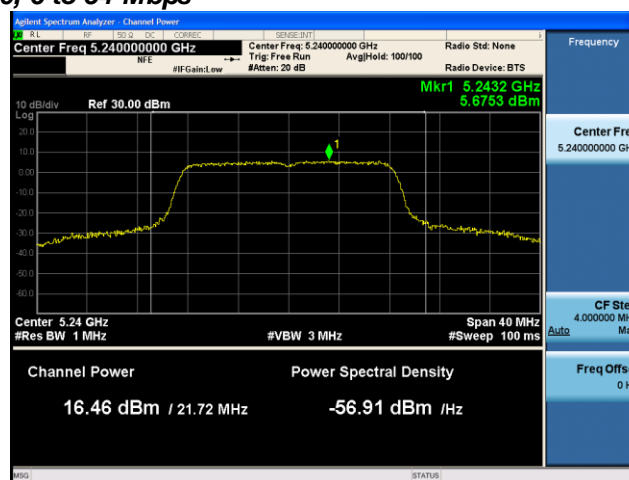 6 to 54 Mbps
Agilent Spectrum Analyzer - Channel Power
RL RF 50 Ω DC CORREC SENSE:INT
Center Freq 5.240000000 GHz
NFE
#IFGain:Low
Center Freq: 5.240000000 GHz
Trig: Free Run Avg|Hold: 100/100
#Atten: 20 dB
Radio Std: None
Radio Device: BTS
Mkr1 5.2432 GHz
5.6753 dBm
10 dB/div Ref 30.00 dBm
Log
20.0
10.0
0.00
-10.0
-20.0
-30.0
-40.0
-50.0
-60.0
1
Center 5.24 GHz Span 40 MHz
#Res BW 1 MHz #VBW 3 MHz #Sweep 100 ms
Channel Power Power Spectral Density
16.46 dBm / 21.72 MHz -56.91 dBm /Hz
MSG STATUS
Frequency
Center Fre
5.240000000 GH
CF Ste
4.000000 MH
Auto Ma
Freq Offs
0 H